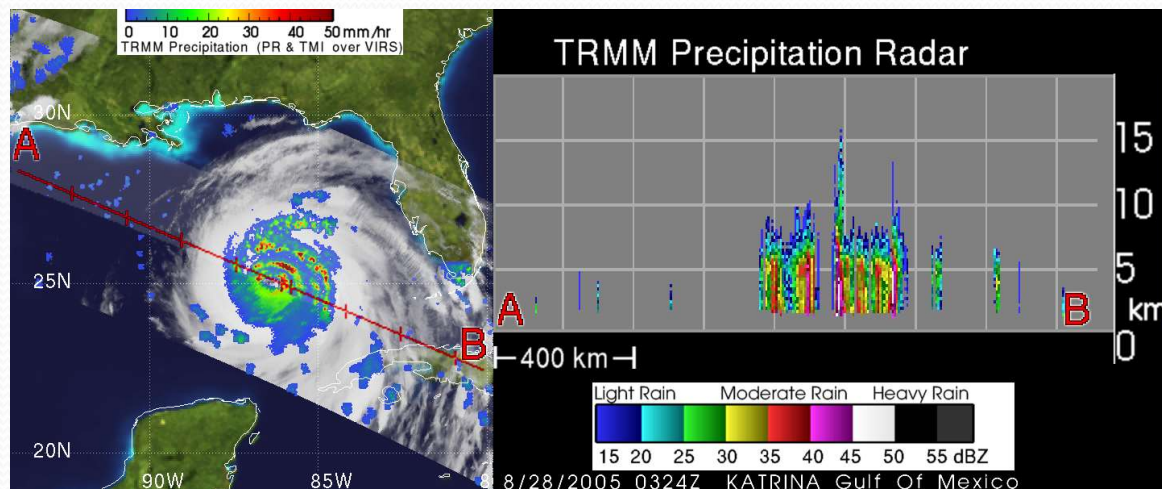 0 10 20 30 50 mm/hr
TRMM Precipitation (PR & TMI over VIRS)
30N
A
25N
B
20N
90W 85W 8
TRMM Precipitation Radar
15
10
5
km
0
A
B
400 km
Light Rain Moderate Rain Heavy Rain
15 20 25 30 35 40 45 50 55 dBZ
8/28/2005 0324Z KATRINA Gulf Of Mexico